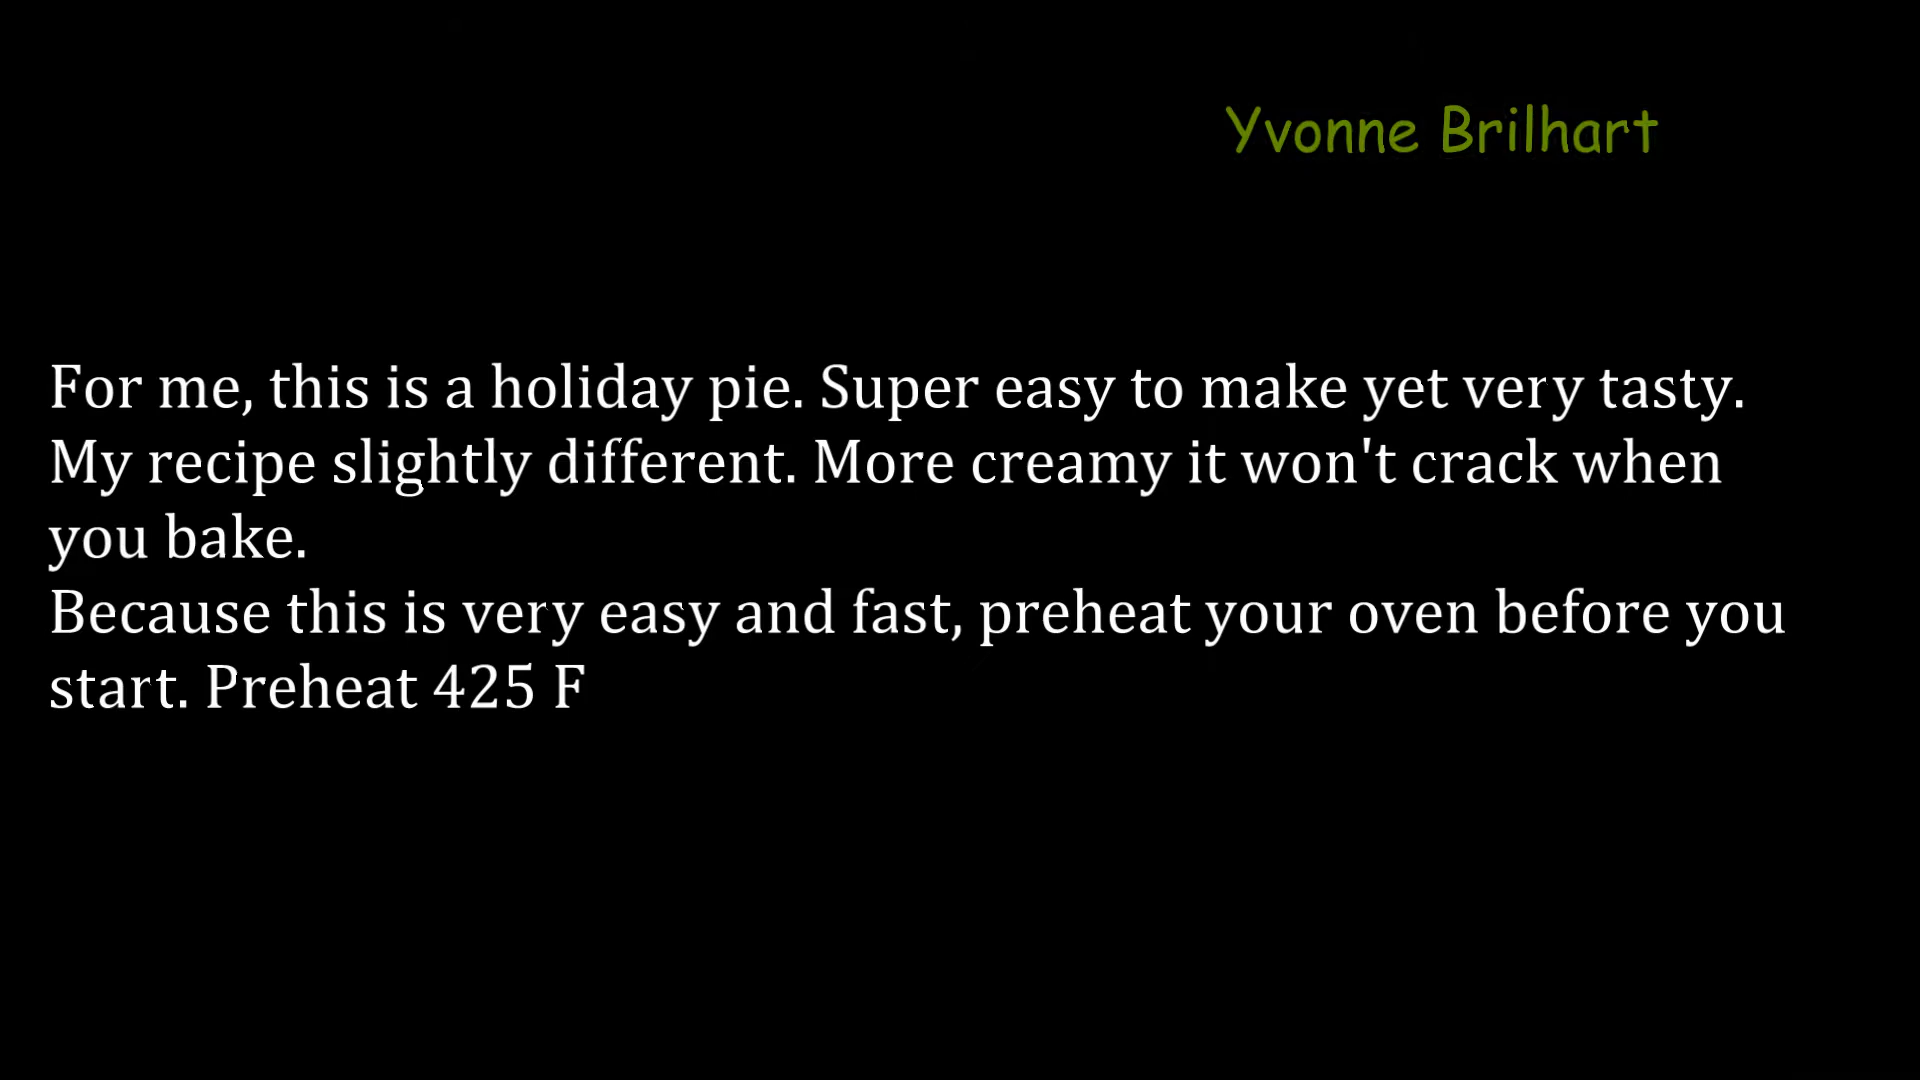 Yvonne Brilhart
For me, this is a holiday pie. Super easy to make yet very tasty.
My recipe slightly different. More creamy it won't crack when
you bake.
Because this is very easy and fast, preheat your oven before you
start. Preheat 425 F